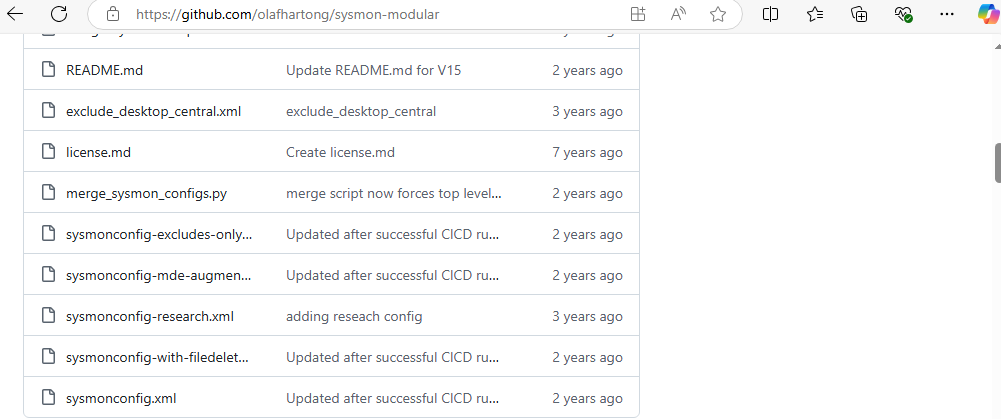 https://github.com/olafhartong/sysmon-modular
README.md Update README.md for V15 2 years ago
exclude_desktop_central.xml exclude_desktop_central 3 years ago
license.md Create license.md 7 years ago
merge_sysmon_configs.py merge script now forces top level... 2 years ago
sysmonconfig-excludes-only... Updated after successful CICD ru... 2 years ago
sysmonconfig-mde-augmen... Updated after successful CICD ru... 2 years ago
sysmonconfig-research.xml adding reseach config 3 years ago
sysmonconfig-with-filedelet... Updated after successful CICD ru... 2 years ago
sysmonconfig.xml Updated after successful CICD ru... 2 years ago